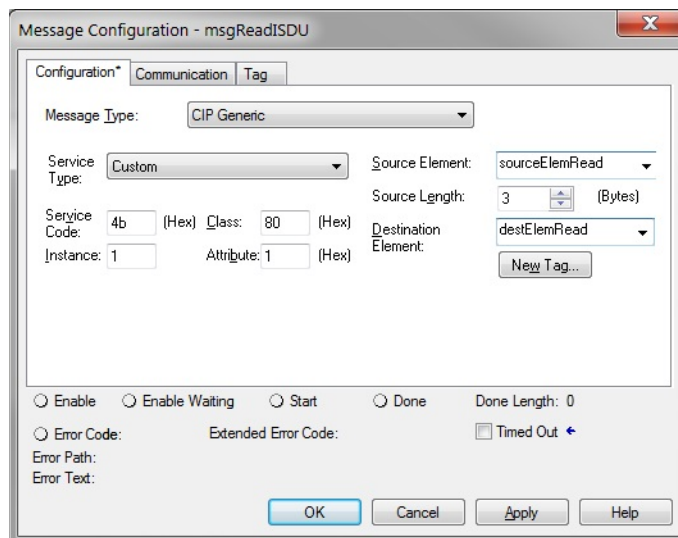 Message Configuration - msgReadISDU
X
Configuration* Communication Tag
Message Type: CIP Generic
Service Type: Custom
Source Element: sourceElemRead
Source Length: 3 (Bytes)
Service Code: 4b (Hex) Class: 80 (Hex)
Destination Element: destElemRead
Instance: 1 Attribute: 1 (Hex)
New Tag...
Enable Enable Waiting Start Done Done Length: 0
Error Code: Extended Error Code: Timed Out
Error Path:
Error Text:
OK Cancel Apply Help